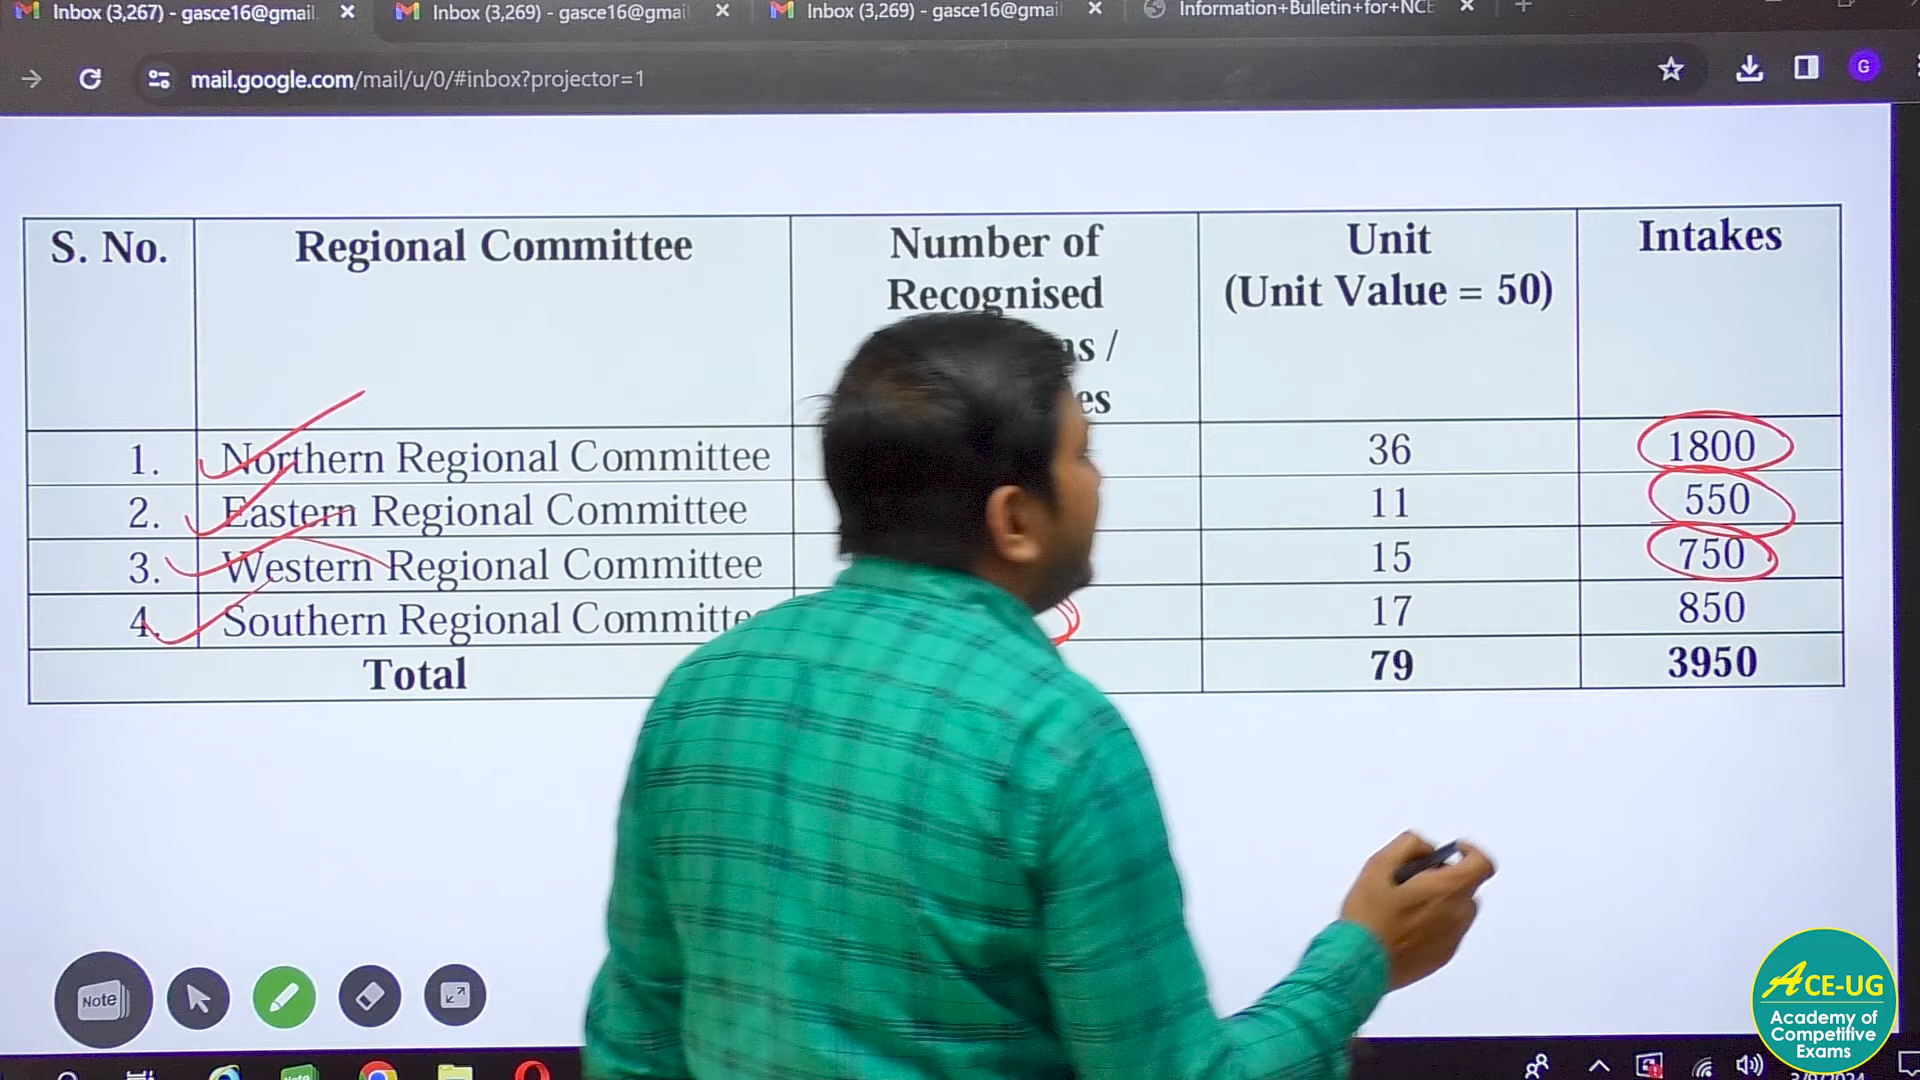 Inbox (3,267) - gasce16@gmail.
Inbox (3,269) - gasce16@gmai
Inbox (3,269) - gasce16@gmail
Information+Bulletin+for+NCE
mail.google.com/mail/u/0/#inbox?projector=1
G
S. No.
Regional Committee
Number of
Recognised
Unit
(Unit Value = 50)
Intakes
1.
Northern Regional Committee
36
1800
2.
Eastern Regional Committee
11
550
3.
Western Regional Committee
15
750
4.
Southern Regional Committe
17
850
Total
79
3950
Note
ACE-UG
Academy of
Competitive
Exams